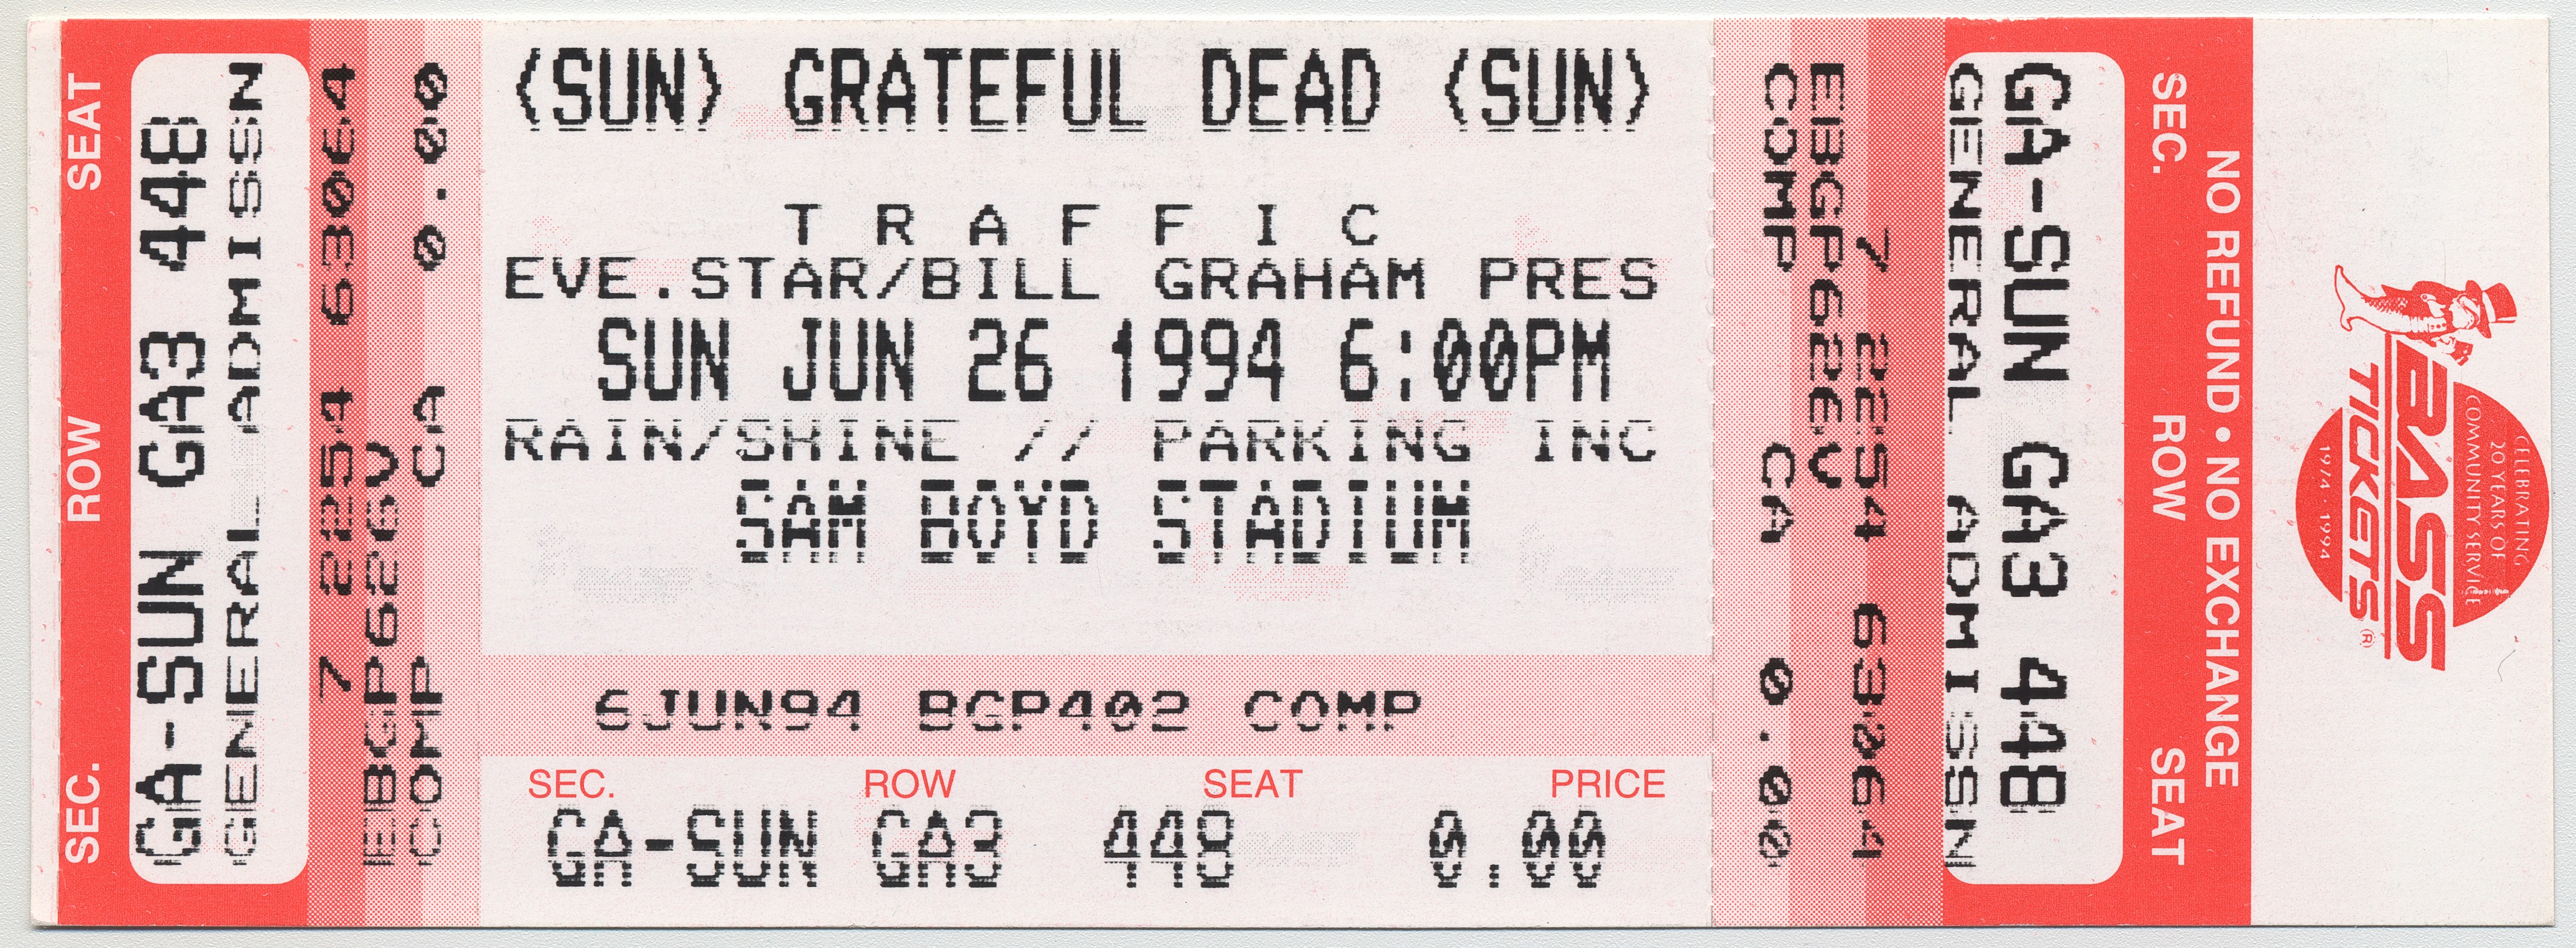 SEAT ROW SEC.
GA-SUN GA3 448
GENERAL ADMISSN
7 2254 63064
EBGP626V
COMP CA 0.00
(SUN) GRATEFUL DEAD (SUN)
T R A F F I C
EVE.STAR/BILL GRAHAM PRES
SUN JUN 26 1994 6:00PM
RAIN/SHINE // PARKING INC
SAM BOYD STADIUM
6JUN94 BGP402 COMP
SEC. ROW SEAT PRICE
GA-SUN GA3 448 0.00
COMP CA 0.00
EBGP626V
7 2254 63064
GENERAL ADMISSN
GA-SUN GA3 448
SEC. ROW SEAT
NO REFUND • NO EXCHANGE
CELEBRATING
20 YEARS OF
COMMUNITY SERVICE
BASS
TICKETS®
1974 · 1994